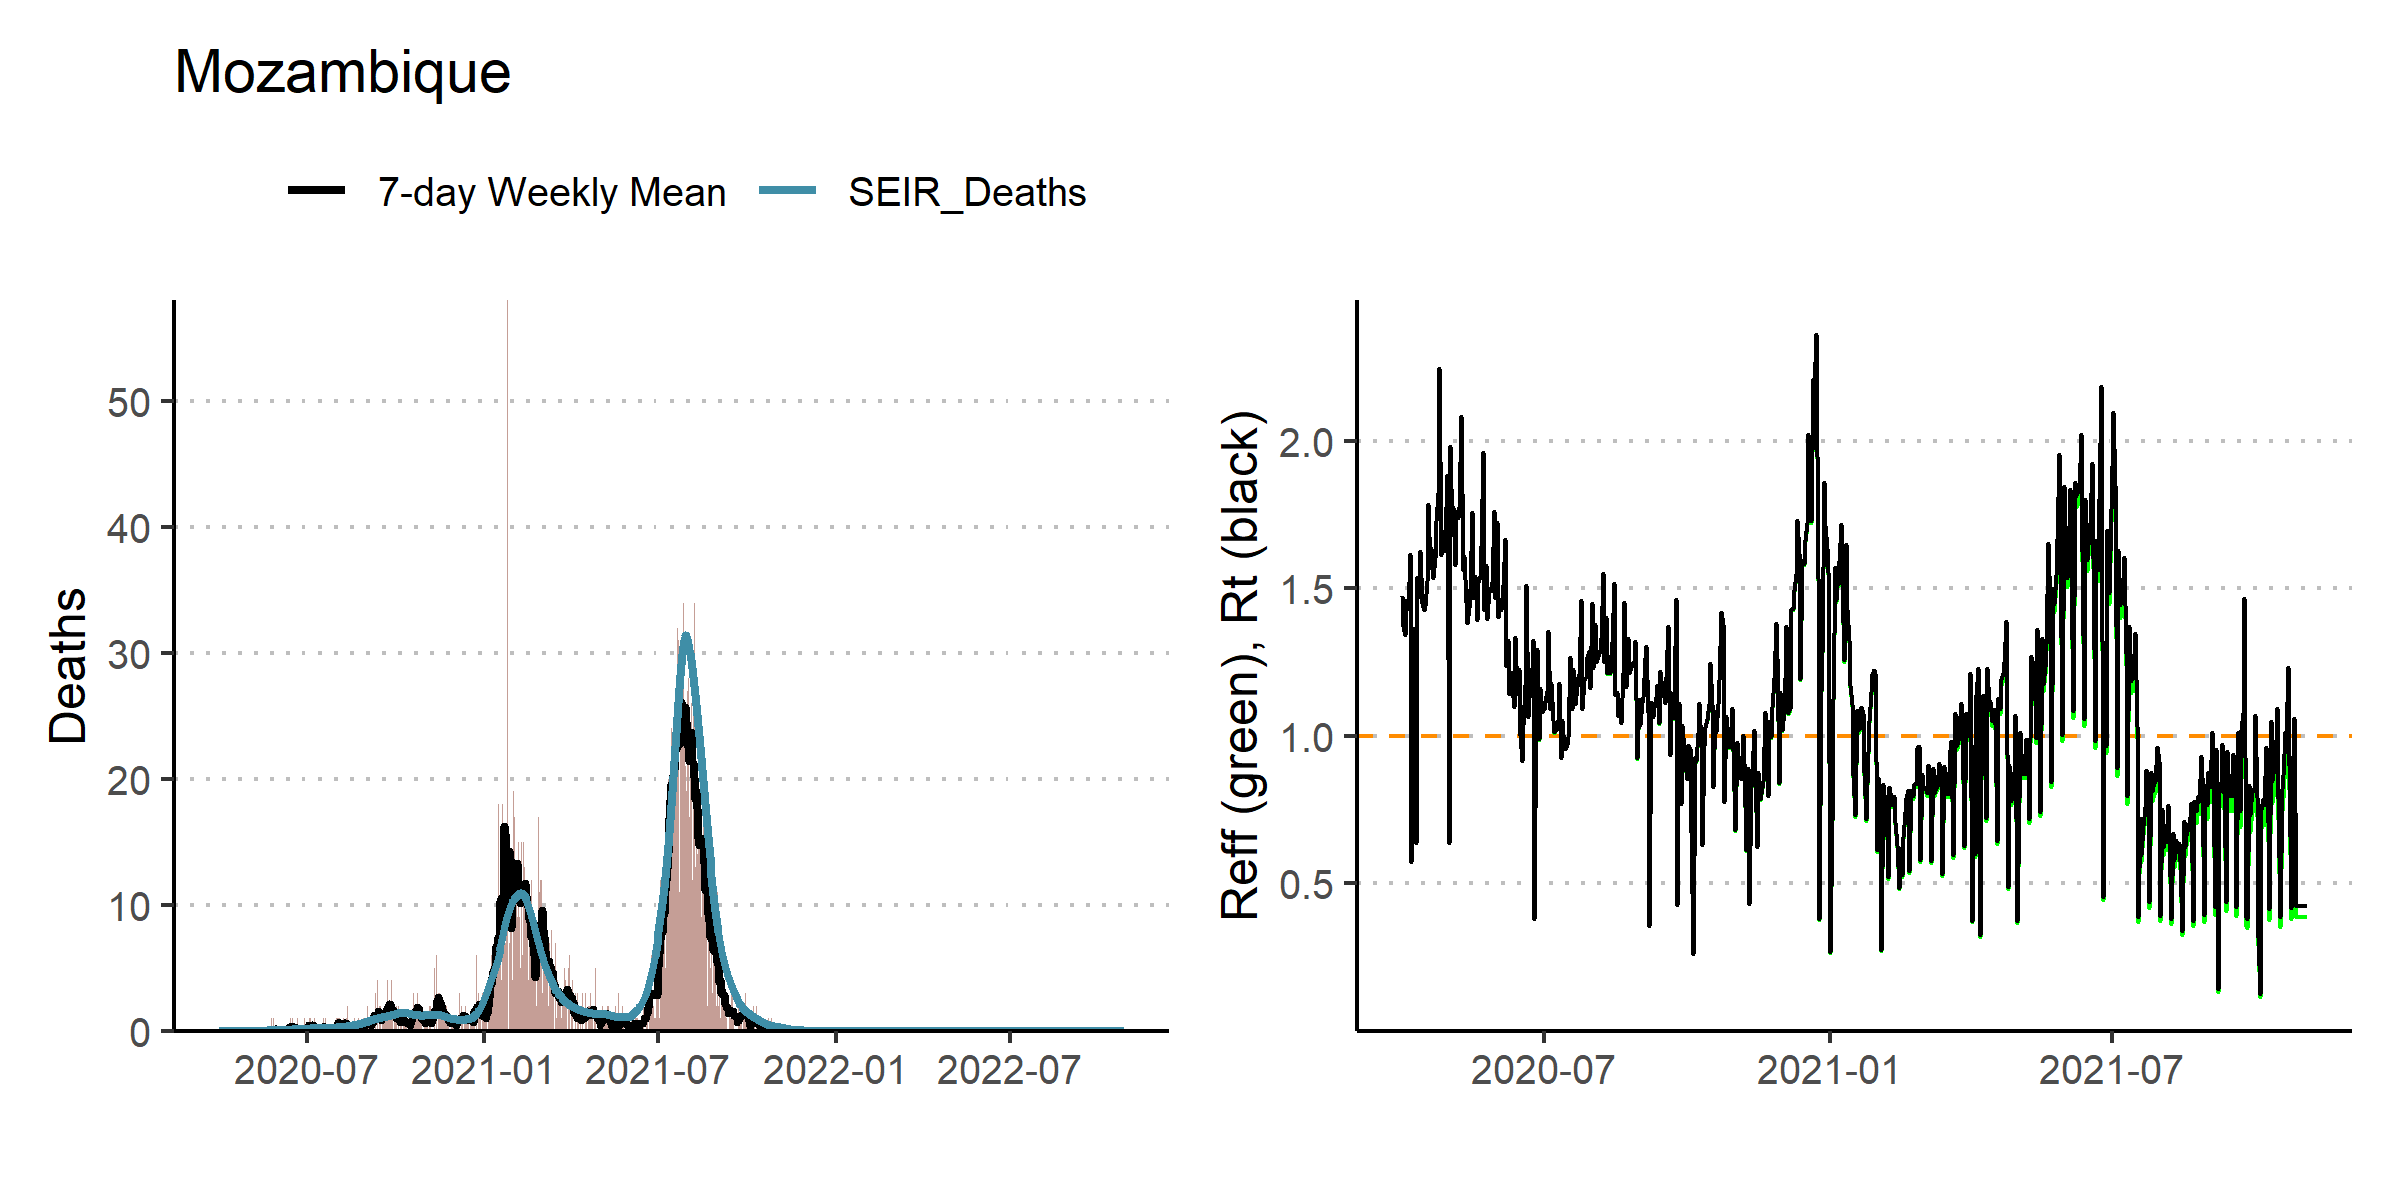 Mozambique
7-day Weekly Mean SEIR_Deaths
Deaths
50
40
30
20
10
0
2020-07 2021-01 2021-07 2022-01 2022-07
Reff (green), Rt (black)
2.0
1.5
1.0
0.5
2020-07 2021-01 2021-07